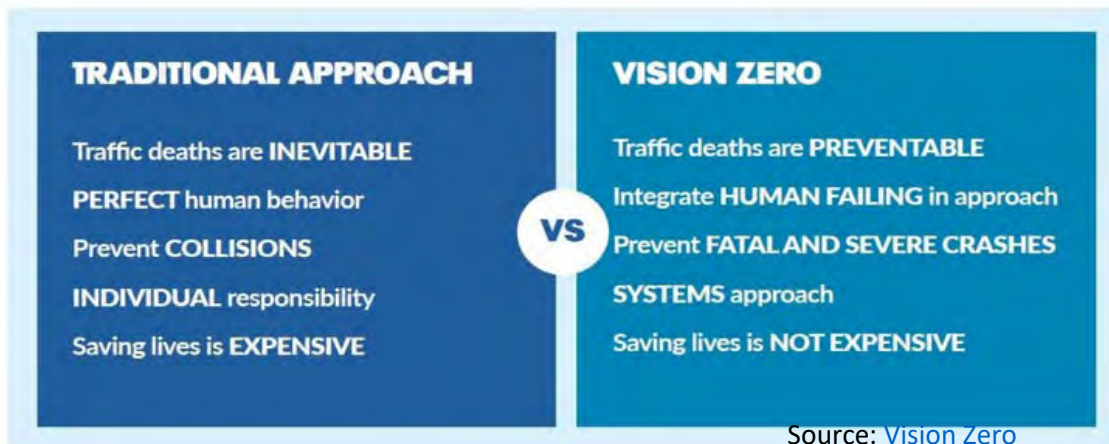 TRADITIONAL APPROACH
Traffic deaths are INEVITABLE
PERFECT human behavior
Prevent COLLISIONS
INDIVIDUAL responsibility
Saving lives is EXPENSIVE
VS
VISION ZERO
Traffic deaths are PREVENTABLE
Integrate HUMAN FAILING in approach
Prevent FATAL AND SEVERE CRASHES
SYSTEMS approach
Saving lives is NOT EXPENSIVE
Source: Vision Zero